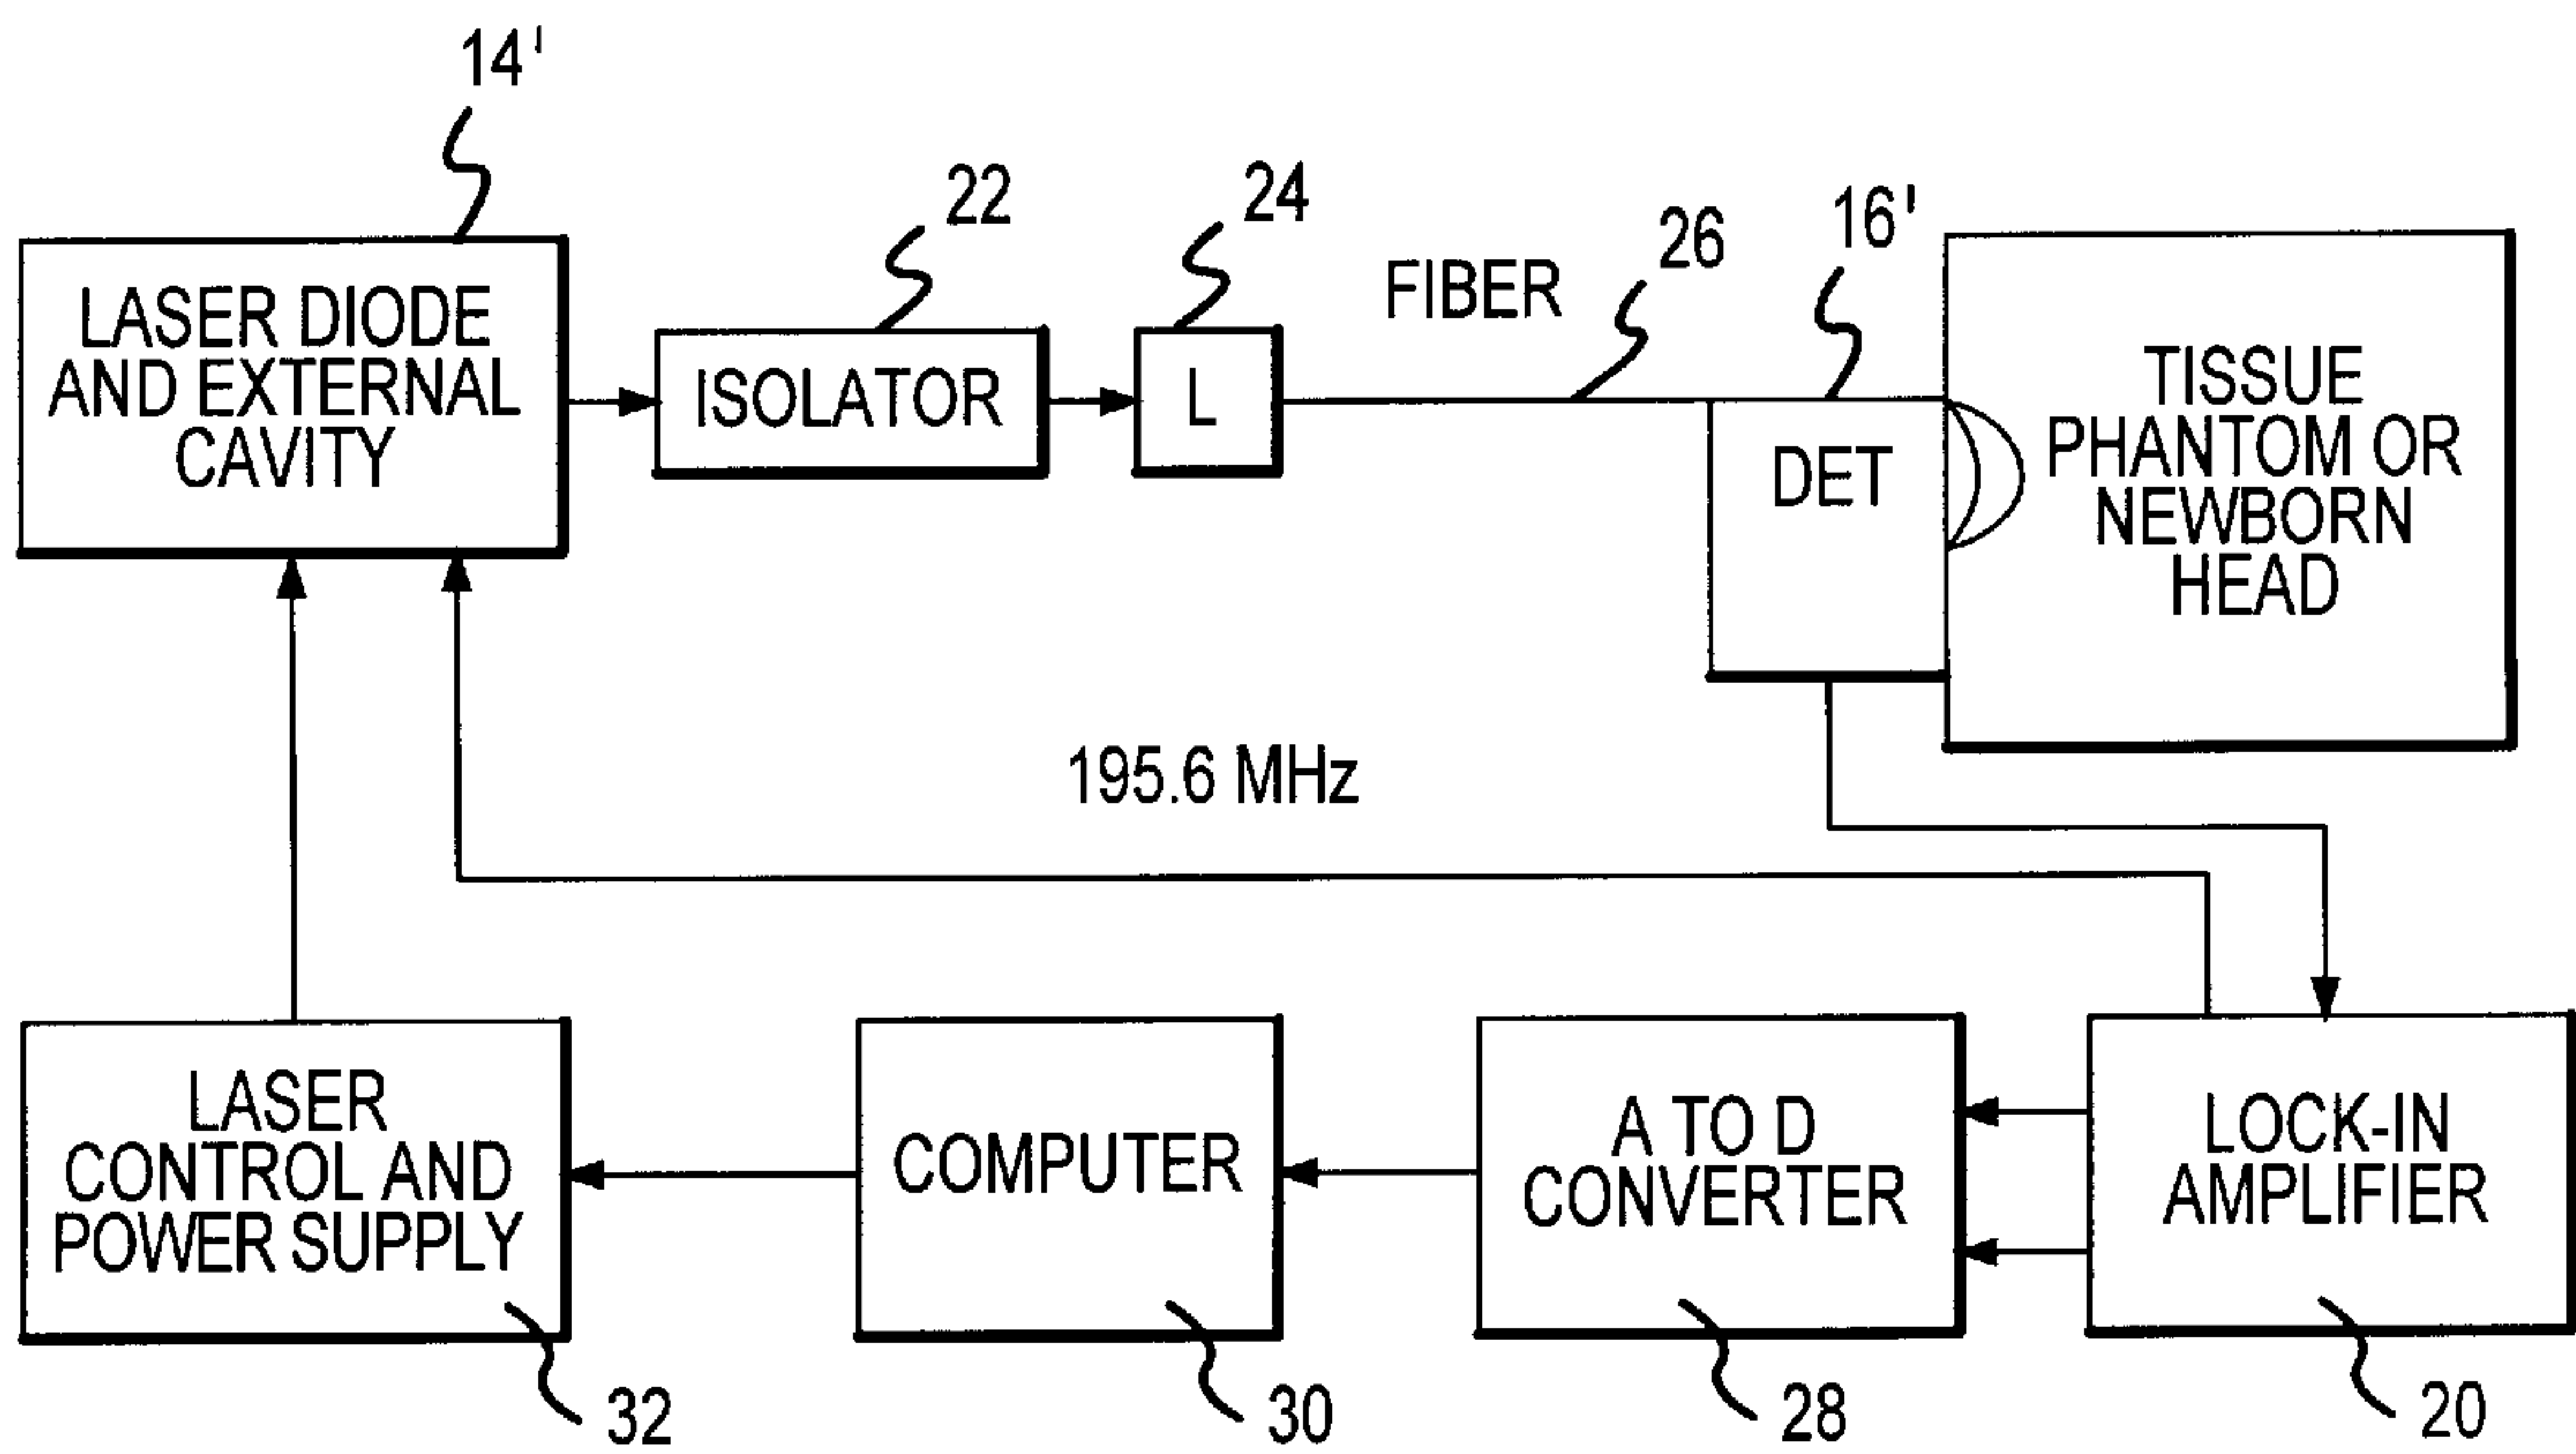 14'
22
24
FIBER
26
16'
LASER DIODE
AND EXTERNAL
CAVITY
ISOLATOR
L
DET
TISSUE
PHANTOM OR
NEWBORN
HEAD
195.6 MHz
LASER
CONTROL AND
POWER SUPPLY
COMPUTER
A TO D
CONVERTER
LOCK-IN
AMPLIFIER
32
30
28
20